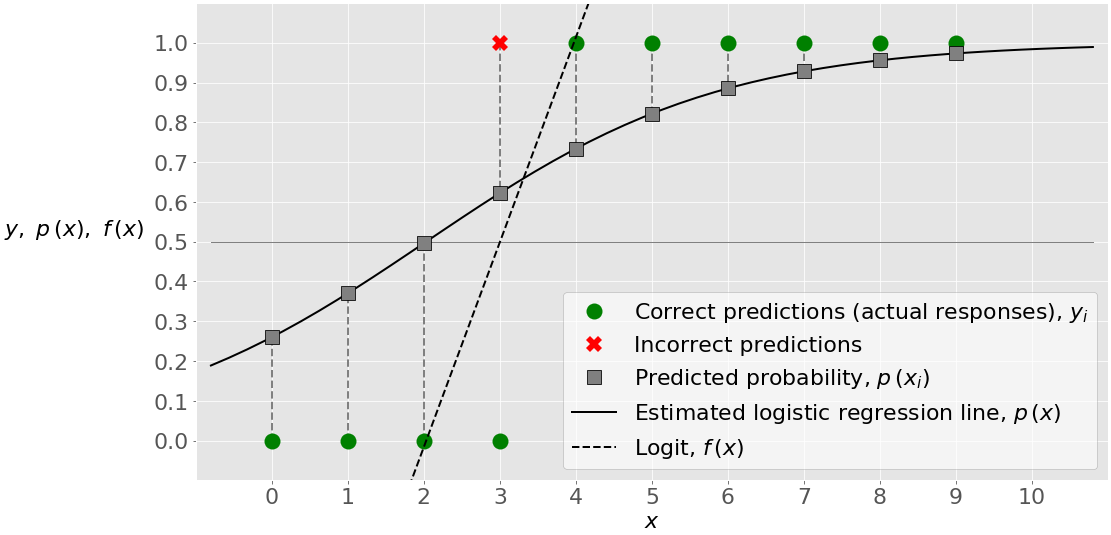 1.0
0.9
0.8
0.7
0.6
y, p (x), f (x)
0.5
0.4
0.3
0.2
0.1
0.0
Correct predictions (actual responses), yᵢ
Incorrect predictions
Predicted probability, p (xᵢ)
Estimated logistic regression line, p (x)
Logit, f (x)
0 1 2 3 4 5 6 7 8 9 10
x